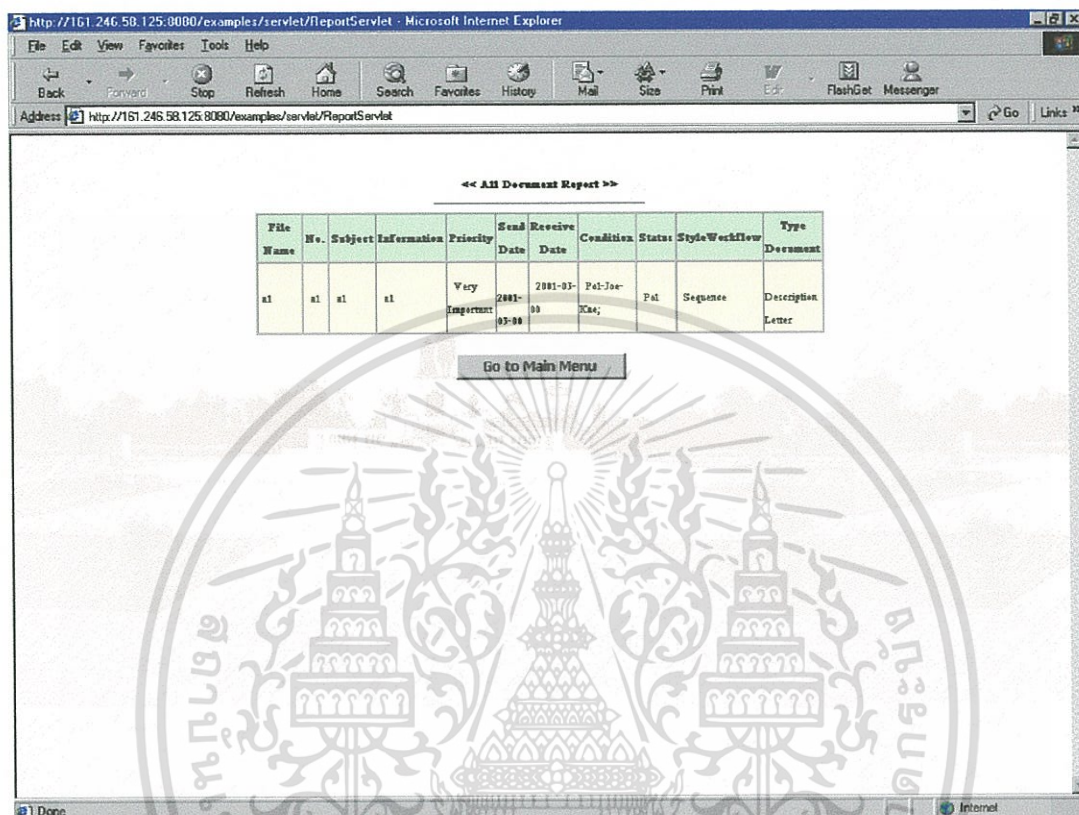 http://161.246.58.125:8080/examples/servlet/ReportServlet - Microsoft Internet Explorer
File Edit View Favorites Tools Help
Back Forward Stop Refresh Home Search Favorites History Mail Size Print Edit FlashGet Messenger
Address http://161.246.58.125:8080/examples/servlet/ReportServlet Go Links »
<< All Document Report >>
File Name No. Subject Information Priority Send Date Receive Date Condition Status StyleWorkflow Type Document
a1 a1 a1 a1 Very Important 2001-03-08 2001-03-08 Pol-Joe- Pol Sequence Description Letter
Go to Main Menu
Done Internet